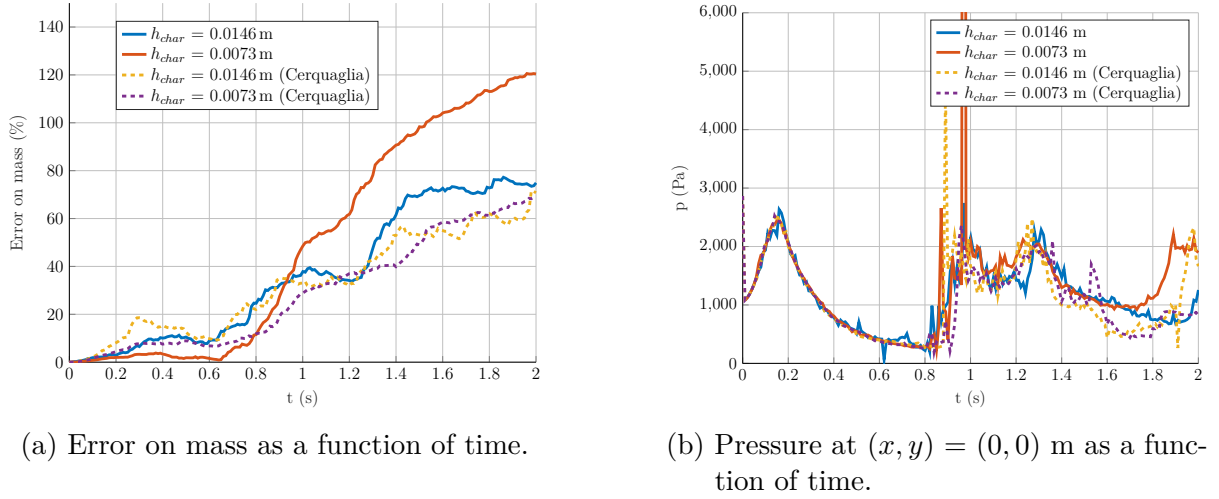 140
120
100
80
60
40
20
0
Error on mass (%)
h_char = 0.0146 m
h_char = 0.0073 m
h_char = 0.0146 m (Cerquaglia)
h_char = 0.0073 m (Cerquaglia)
0 0.2 0.4 0.6 0.8 1 1.2 1.4 1.6 1.8 2
t (s)
(a) Error on mass as a function of time.
6,000
5,000
4,000
3,000
2,000
1,000
0
p (Pa)
h_char = 0.0146 m
h_char = 0.0073 m
h_char = 0.0146 m (Cerquaglia)
h_char = 0.0073 m (Cerquaglia)
0 0.2 0.4 0.6 0.8 1 1.2 1.4 1.6 1.8 2
t (s)
(b) Pressure at (x, y) = (0, 0) m as a func-
tion of time.